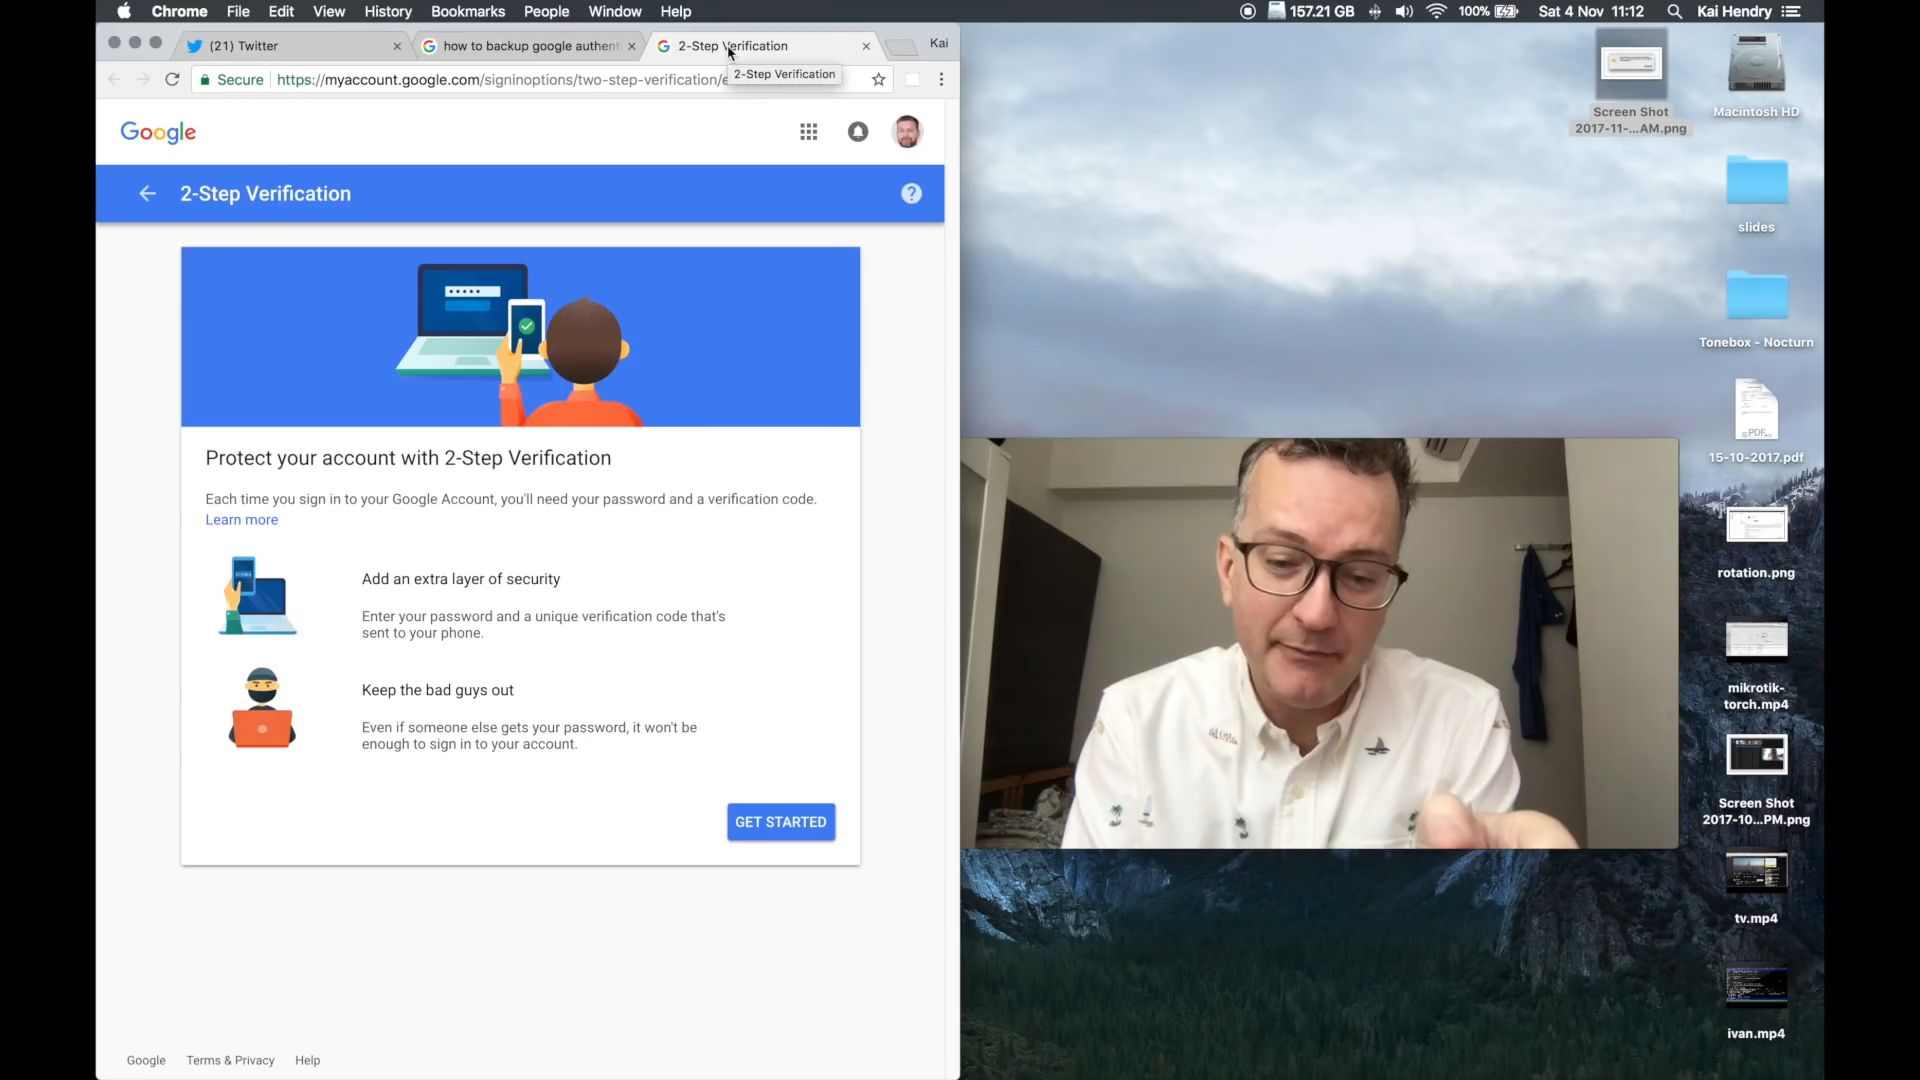 Chrome File Edit View History Bookmarks People Window Help
157.21 GB 100% Sat 4 Nov 11:12 Kai Hendry
(21) Twitter
how to backup google authent
2-Step Verification
Kai
Secure https://myaccount.google.com/signinoptions/two-step-verification/e
2-Step Verification
Google
2-Step Verification
Protect your account with 2-Step Verification
Each time you sign in to your Google Account, you'll need your password and a verification code.
Learn more
Add an extra layer of security
Enter your password and a unique verification code that's
sent to your phone.
Keep the bad guys out
Even if someone else gets your password, it won't be
enough to sign in to your account.
GET STARTED
Google Terms & Privacy Help
Screen Shot
2017-11-...AM.png
Macintosh HD
slides
Tonebox - Nocturn
PDF
15-10-2017.pdf
rotation.png
mikrotik-
torch.mp4
Screen Shot
2017-10...PM.png
tv.mp4
ivan.mp4
ALOHA